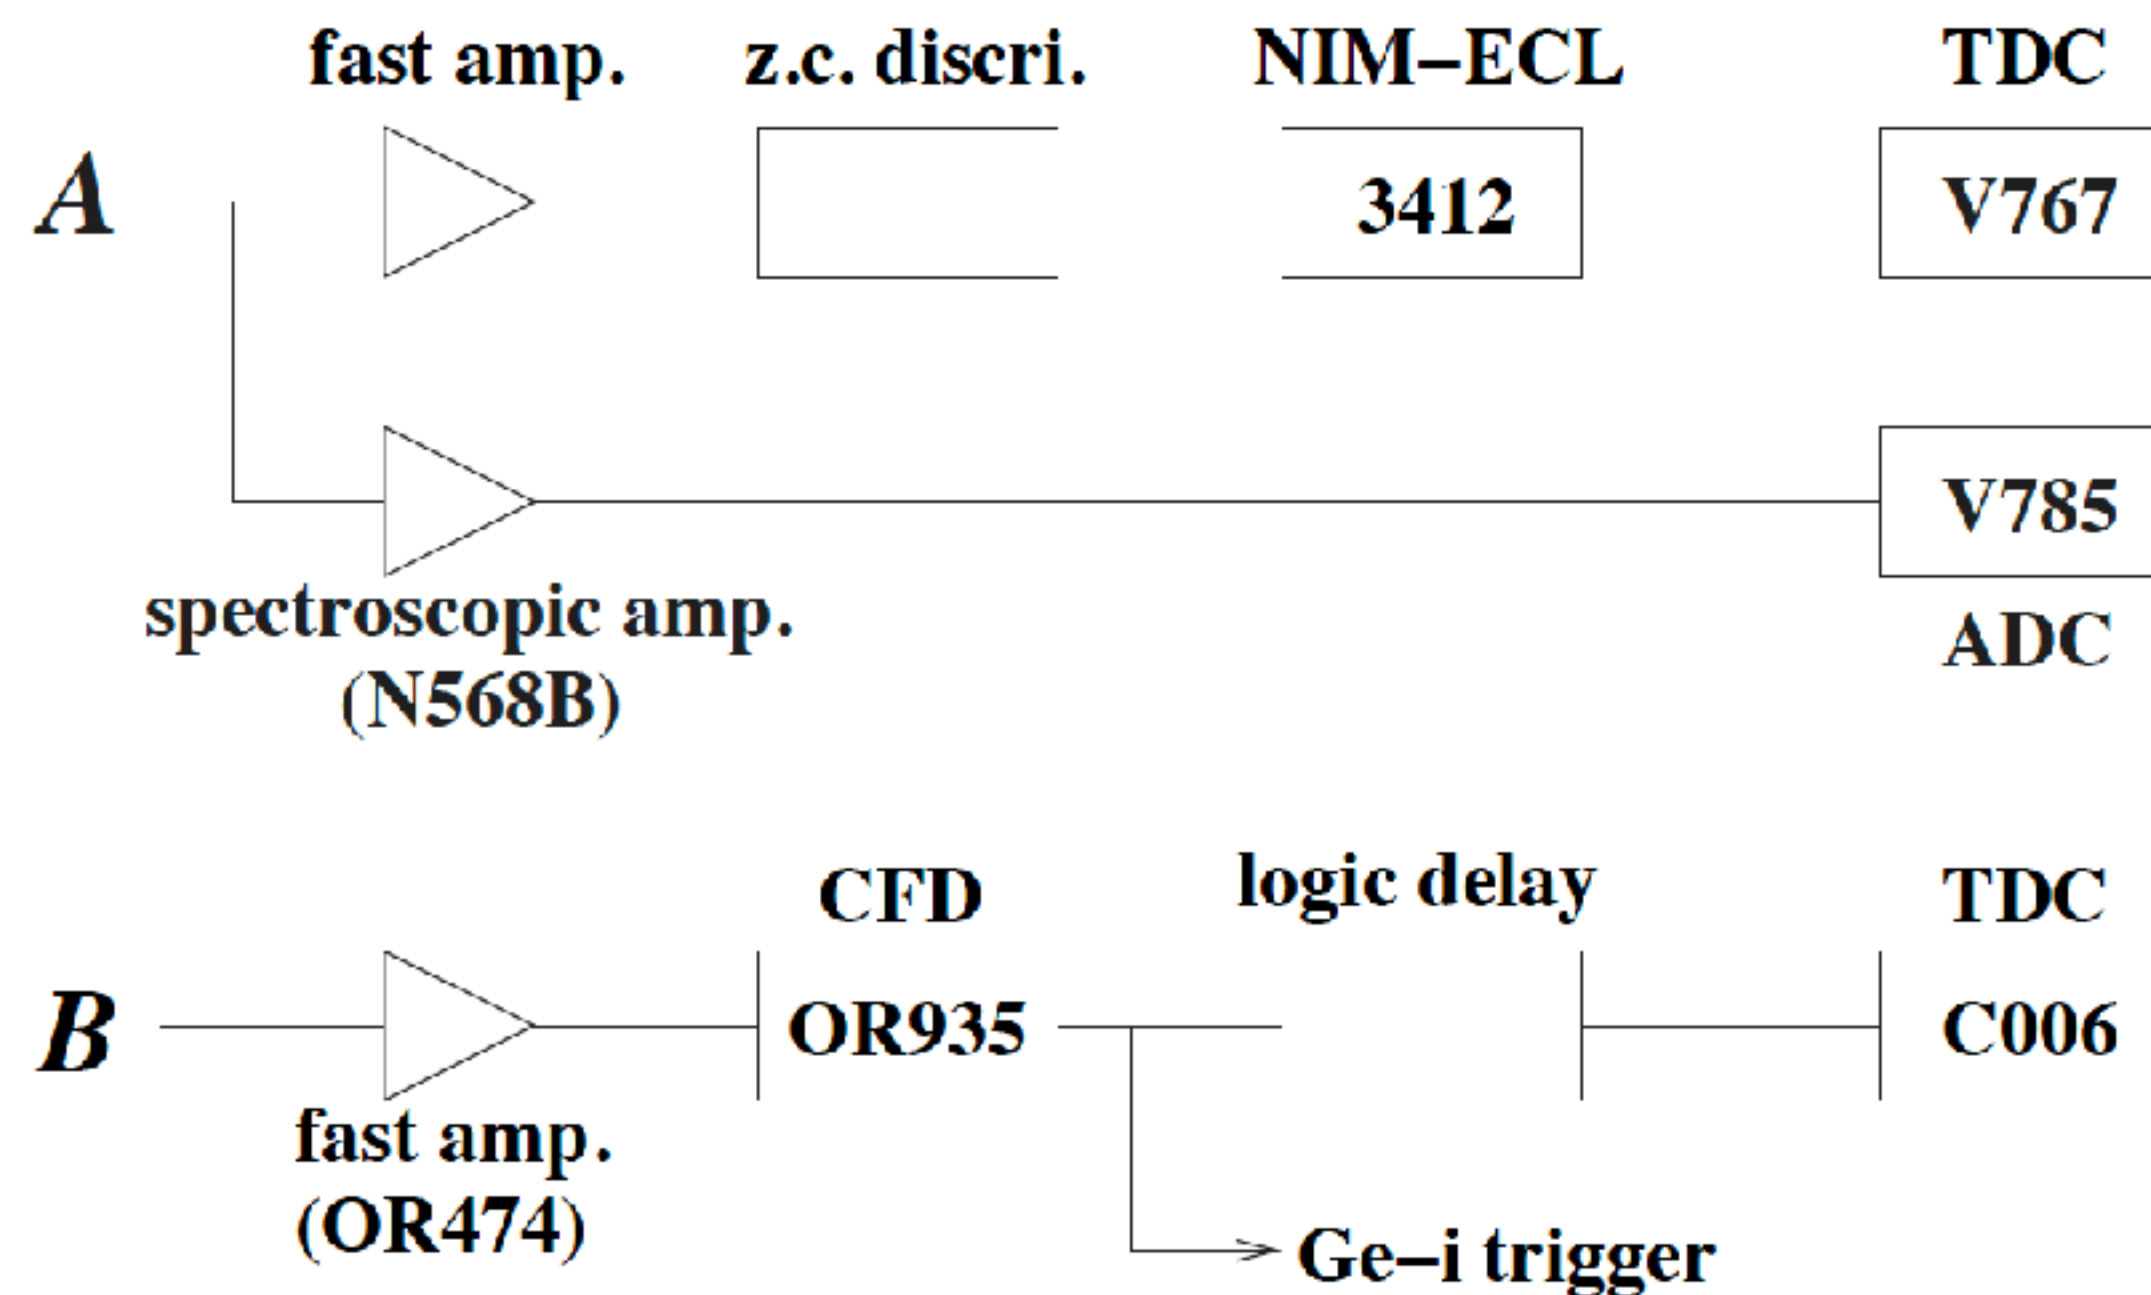 fast amp. z.c. discri. NIM–ECL TDC
A 3412 V767
V785
spectroscopic amp. ADC
(N568B)
CFD logic delay TDC
B OR935 C006
fast amp.
(OR474)
Ge–i trigger